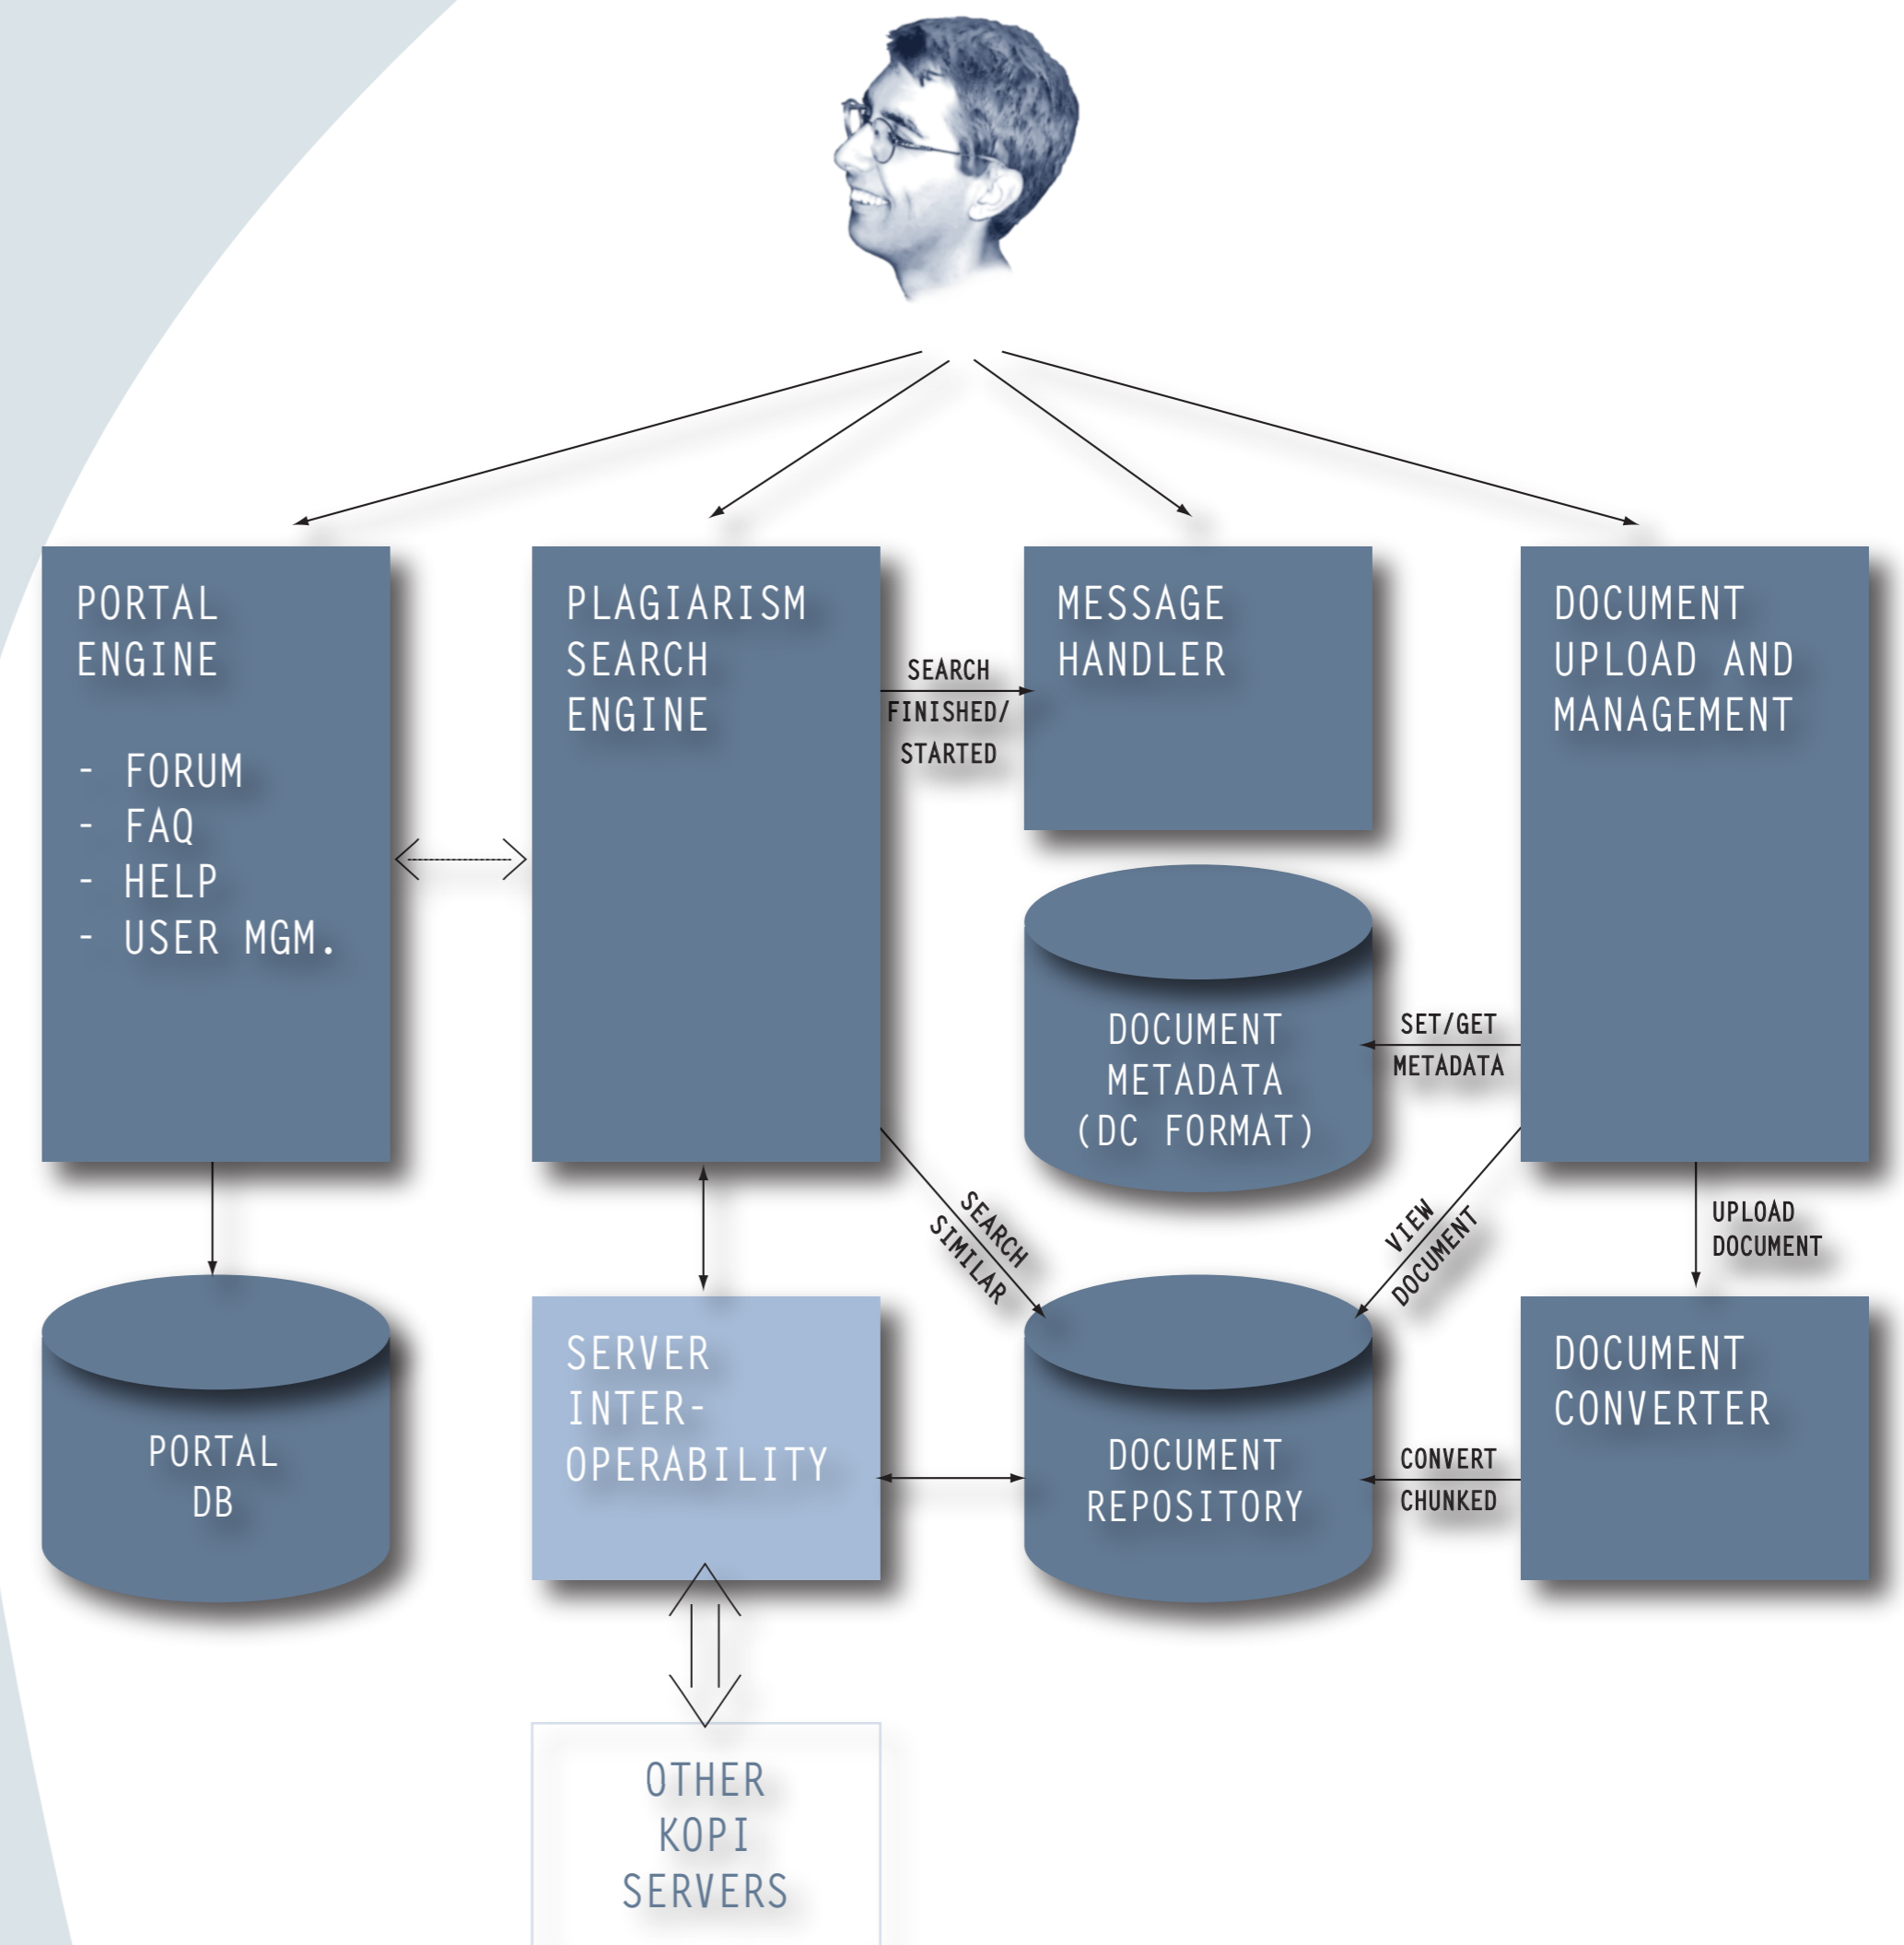 PORTAL
ENGINE
- FORUM
- FAQ
- HELP
- USER MGM.
PLAGIARISM
SEARCH
ENGINE
SEARCH
FINISHED/
STARTED
MESSAGE
HANDLER
DOCUMENT
UPLOAD AND
MANAGEMENT
DOCUMENT
METADATA
(DC FORMAT)
SET/GET
METADATA
SEARCH
SIMILAR
VIEW
DOCUMENT
UPLOAD
DOCUMENT
PORTAL
DB
SERVER
INTER-
OPERABILITY
DOCUMENT
REPOSITORY
CONVERT
CHUNKED
DOCUMENT
CONVERTER
OTHER
KOPI
SERVERS